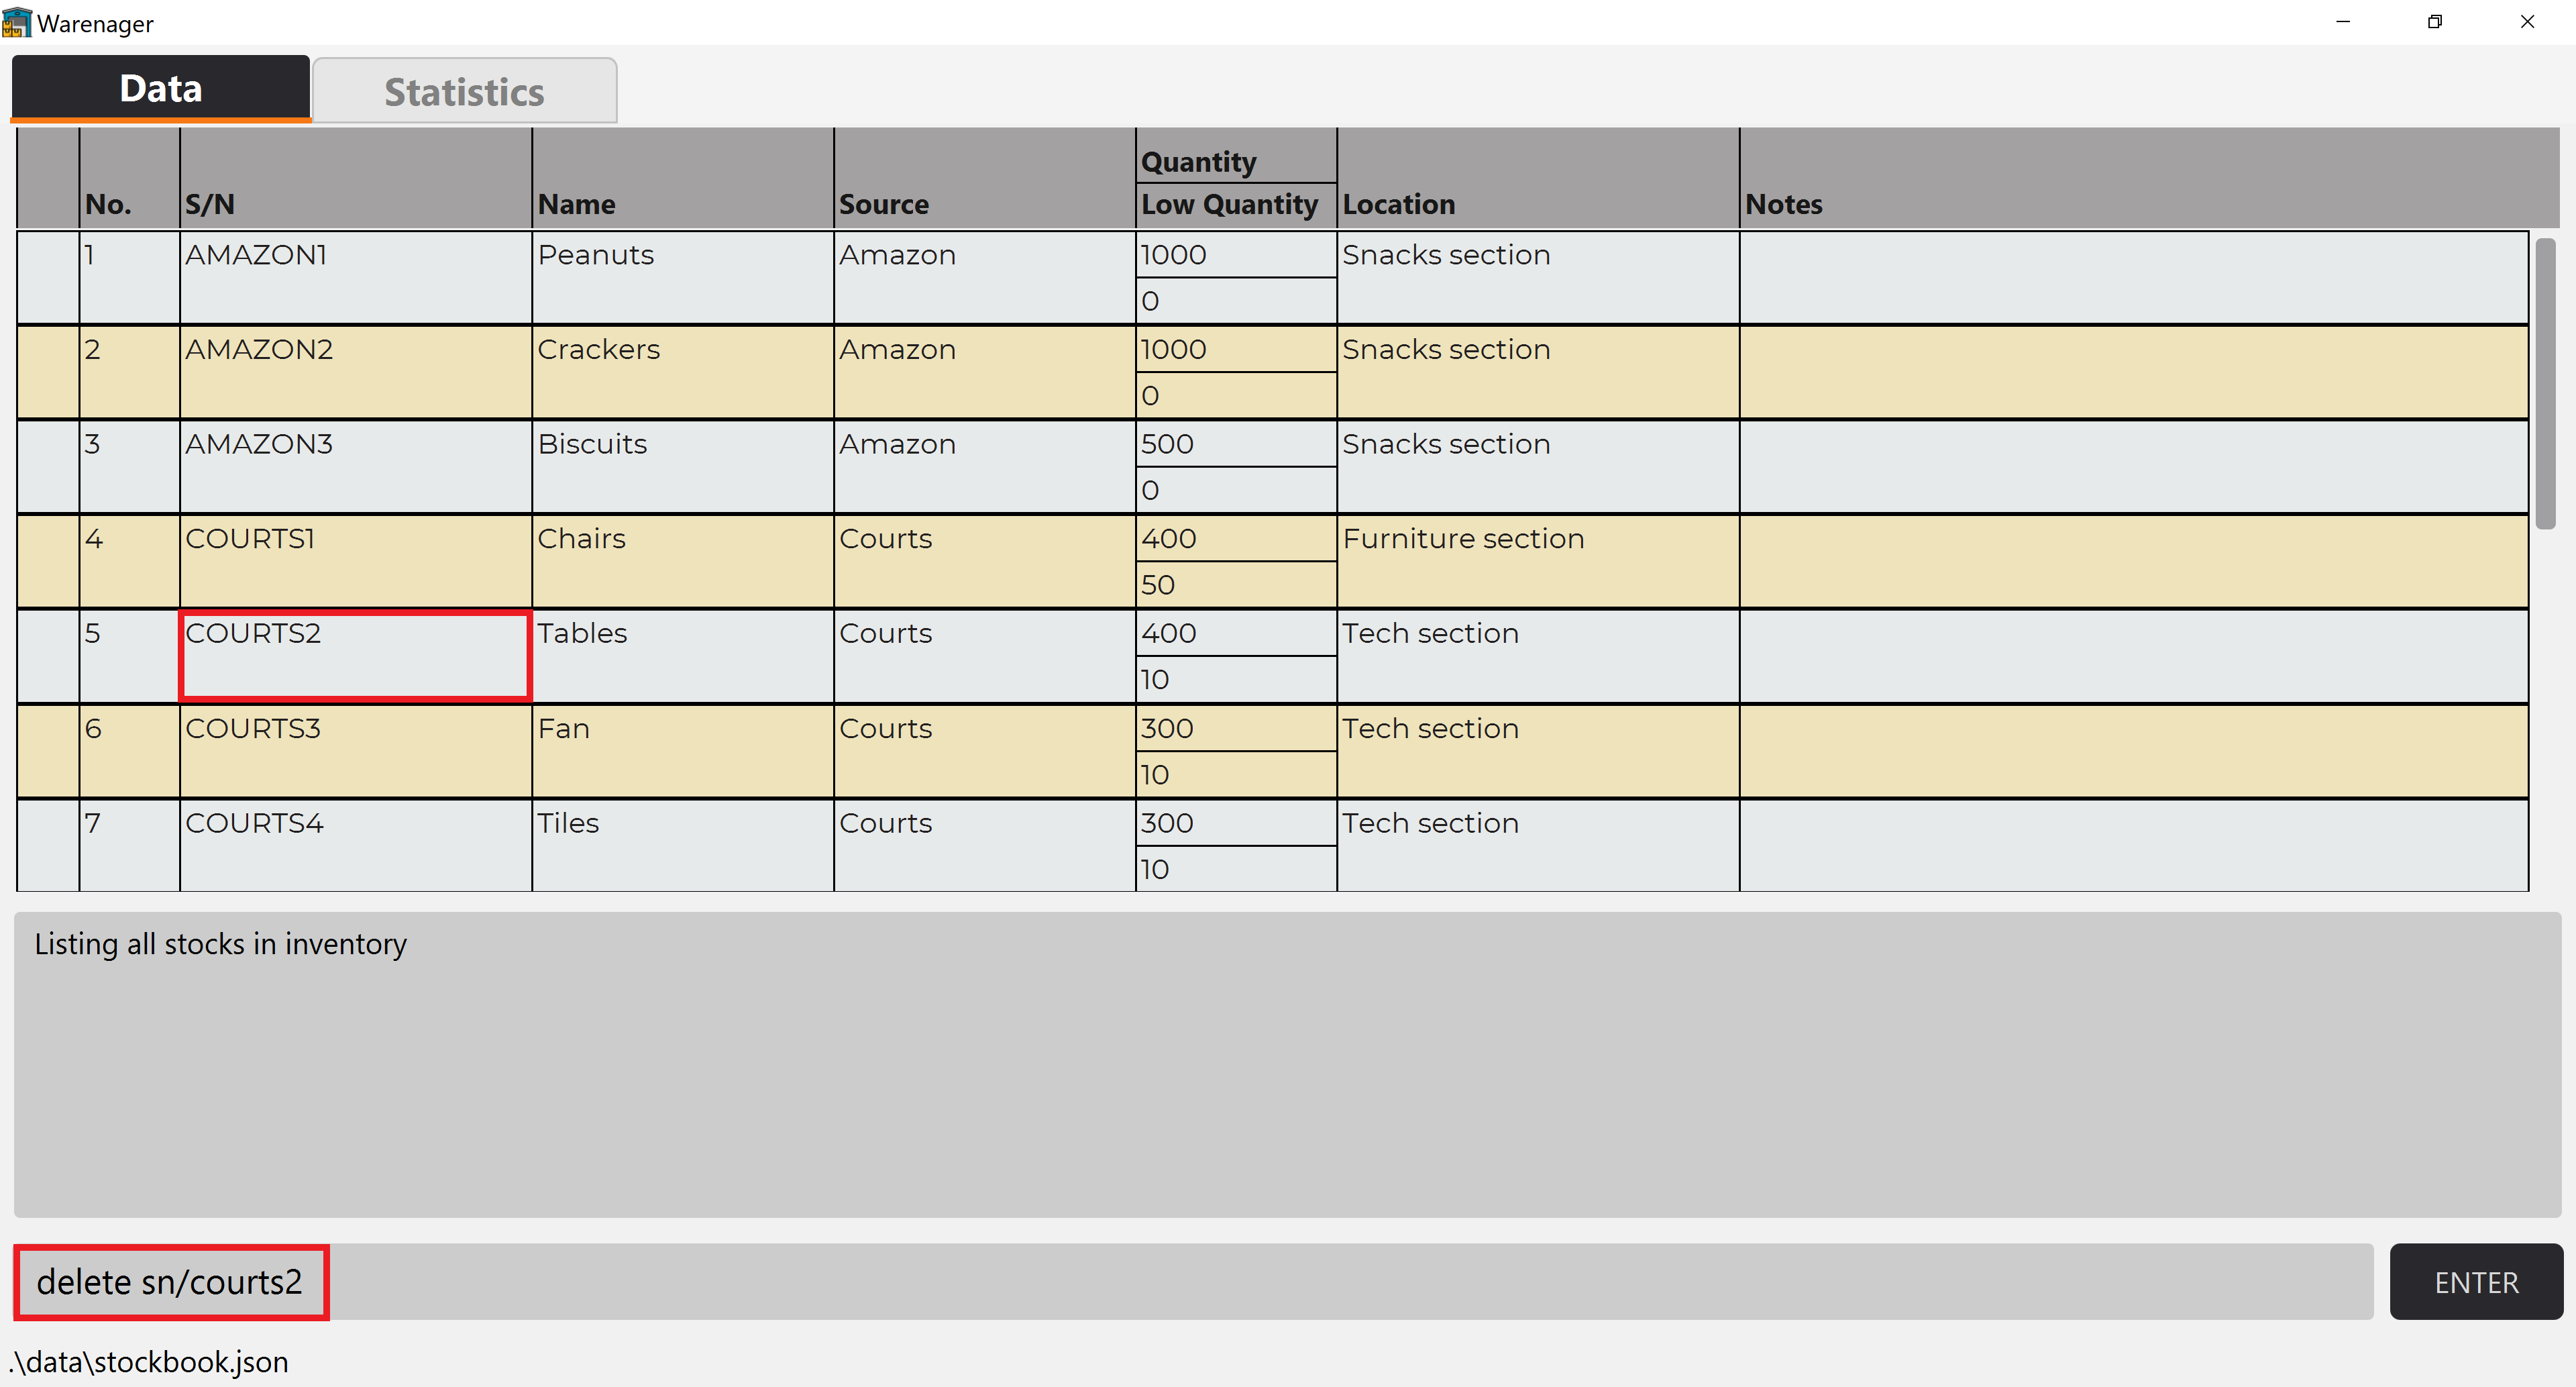 Warenager
Data Statistics
Quantity
No. S/N Name Source Low Quantity Location Notes
1 AMAZON1 Peanuts Amazon 1000 Snacks section
0
2 AMAZON2 Crackers Amazon 1000 Snacks section
0
3 AMAZON3 Biscuits Amazon 500 Snacks section
0
4 COURTS1 Chairs Courts 400 Furniture section
50
5 COURTS2 Tables Courts 400 Tech section
10
6 COURTS3 Fan Courts 300 Tech section
10
7 COURTS4 Tiles Courts 300 Tech section
10
Listing all stocks in inventory
delete sn/courts2 ENTER
.\data\stockbook.json